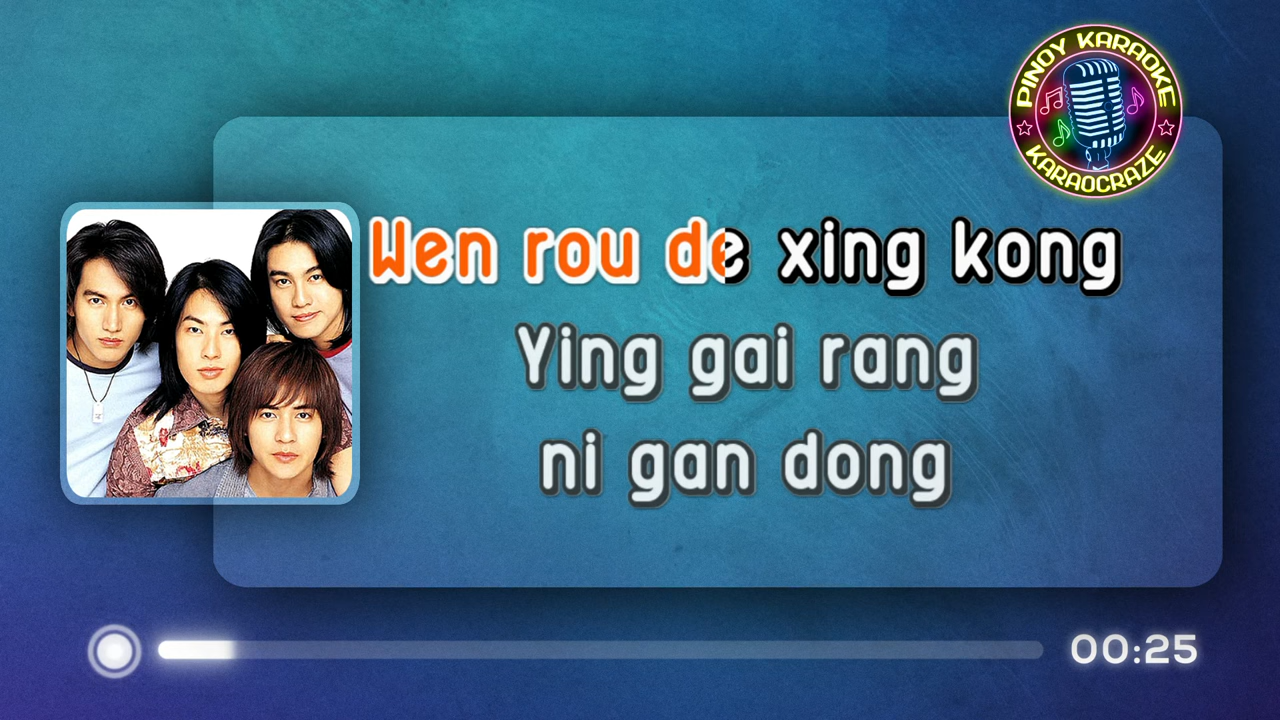 PINOY KARAOKE
KARAOCRAZE
Wen rou de xing kong
Ying gai rang
ni gan dong
00:25